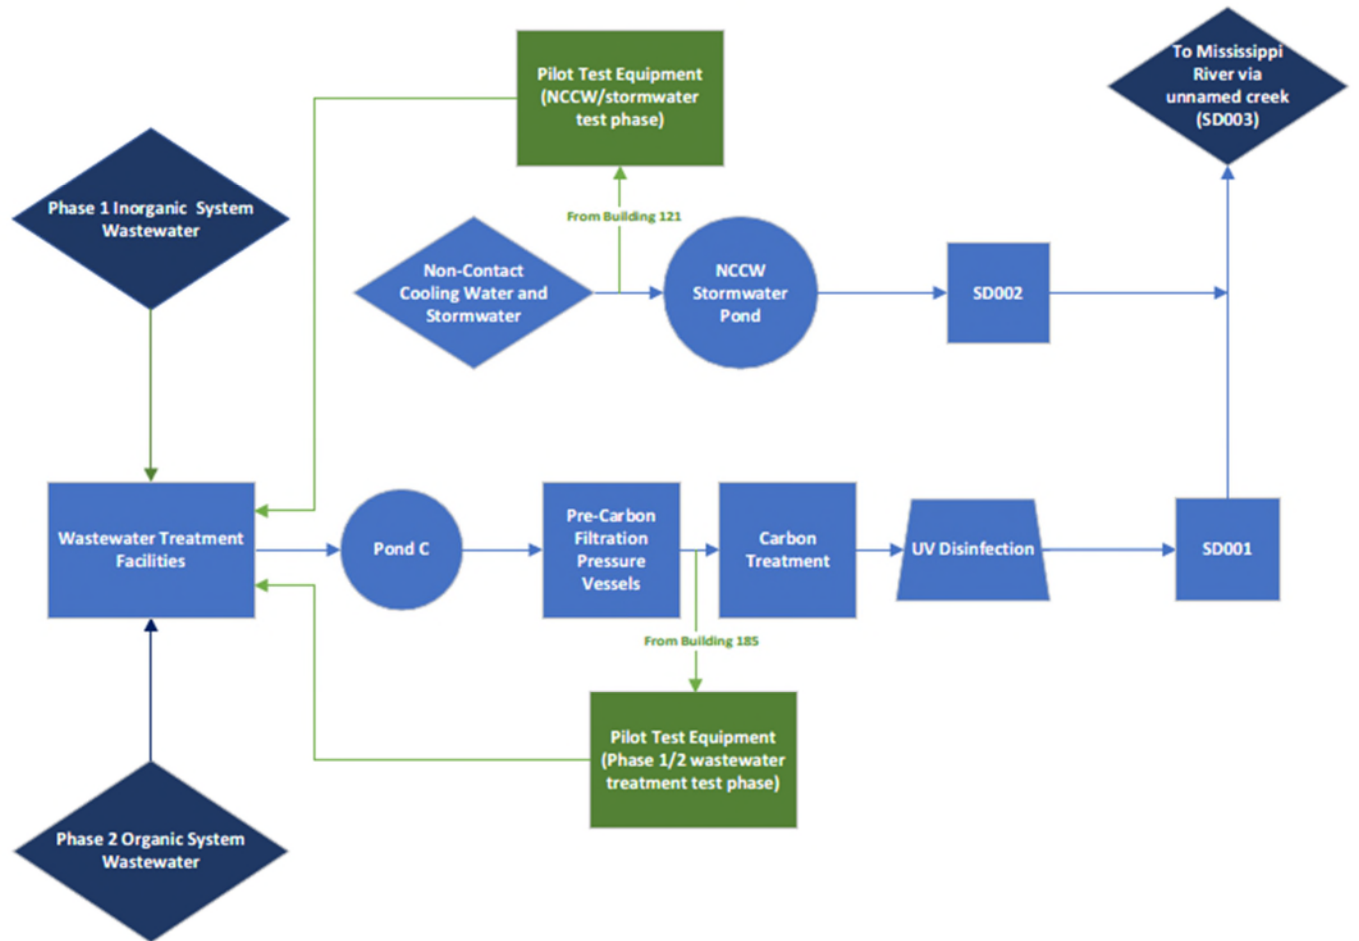 Pilot Test Equipment
(NCCW/stormwater
test phase)
To Mississippi
River via
unnamed creek
(SD003)
Phase 1 Inorganic System
Wastewater
From Building 121
Non-Contact
Cooling Water and
Stormwater
NCCW
Stormwater
Pond
SD002
Wastewater Treatment
Facilities
Pond C
Pre-Carbon
Filtration
Pressure
Vessels
Carbon
Treatment
UV Disinfection
SD001
From Building 185
Pilot Test Equipment
(Phase 1/2 wastewater
treatment test phase)
Phase 2 Organic System
Wastewater